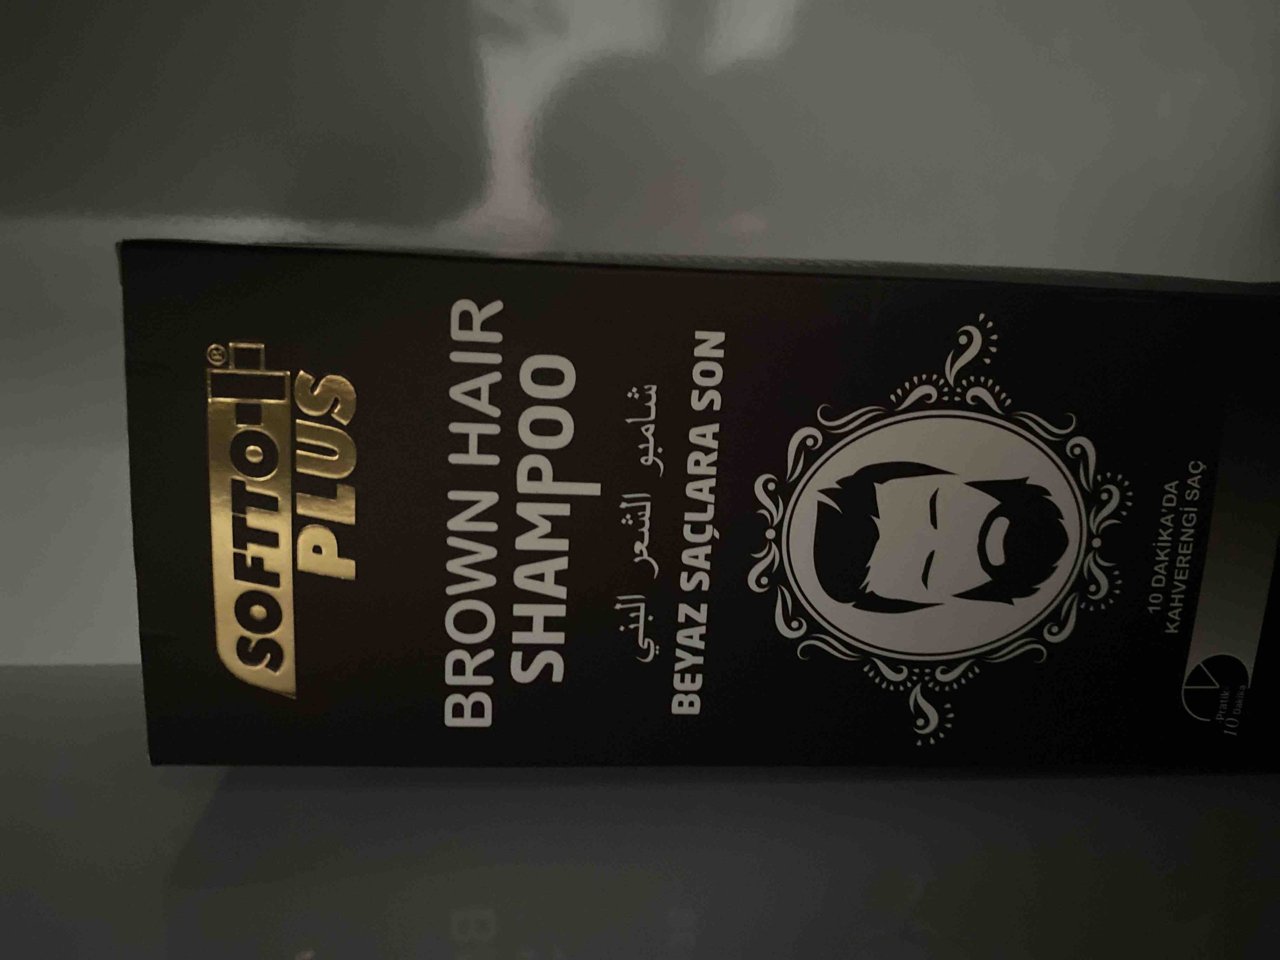 SOFTTO
®
PLUS
BROWN HAIR
SHAMPOO
شامبو الشعر البني
BEYAZ SAÇLARA SON
10 DAKİKA'DA
KAHVERENGİ SAÇ
Pratik
10 Dakika